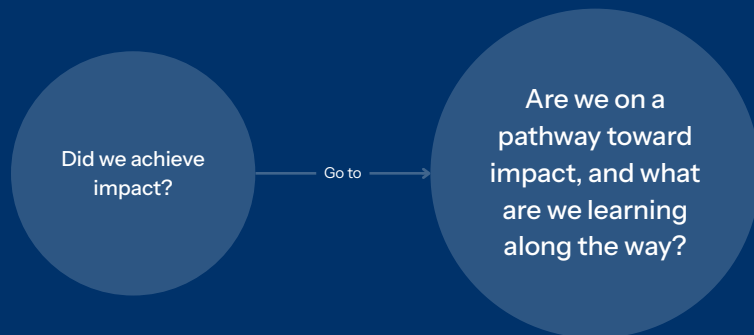 Did we achieve
impact?
Go to
Are we on a
pathway toward
impact, and what
are we learning
along the way?